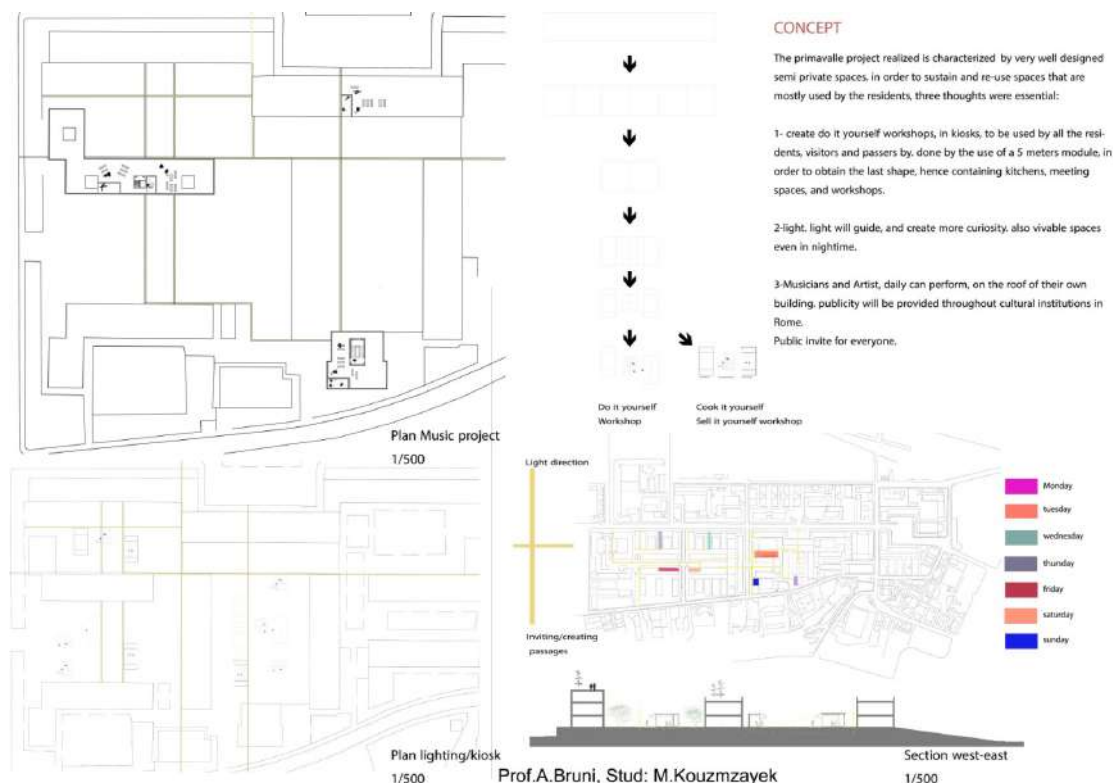 CONCEPT
The primavalle project realized is characterized by very well designed
semi private spaces, in order to sustain and re-use spaces that are
mostly used by the residents, three thoughts were essential:
1- create do it yourself workshops, in kiosks, to be used by all the resi-
dents, visitors and passers by. done by the use of a 5 meters module, in
order to obtain the last shape, hence containing kitchens, meeting
spaces, and workshops.
2-light. light will guide, and create more curiosity. also vivable spaces
even in nightime.
3-Musicians and Artist, daily can perform, on the roof of their own
building. publicity will be provided throughout cultural institutions in
Rome.
Public invite for everyone.
Do it yourself
Workshop
Cook it yourself
Sell it yourself workshop
Plan Music project
1/500
Light direction
Inviting/creating
passages
Monday
tuesday
wednesday
thunday
friday
saturday
sunday
Plan lighting/kiosk
1/500
Section west-east
1/500
Prof.A.Bruni, Stud: M.Kouzmzayek